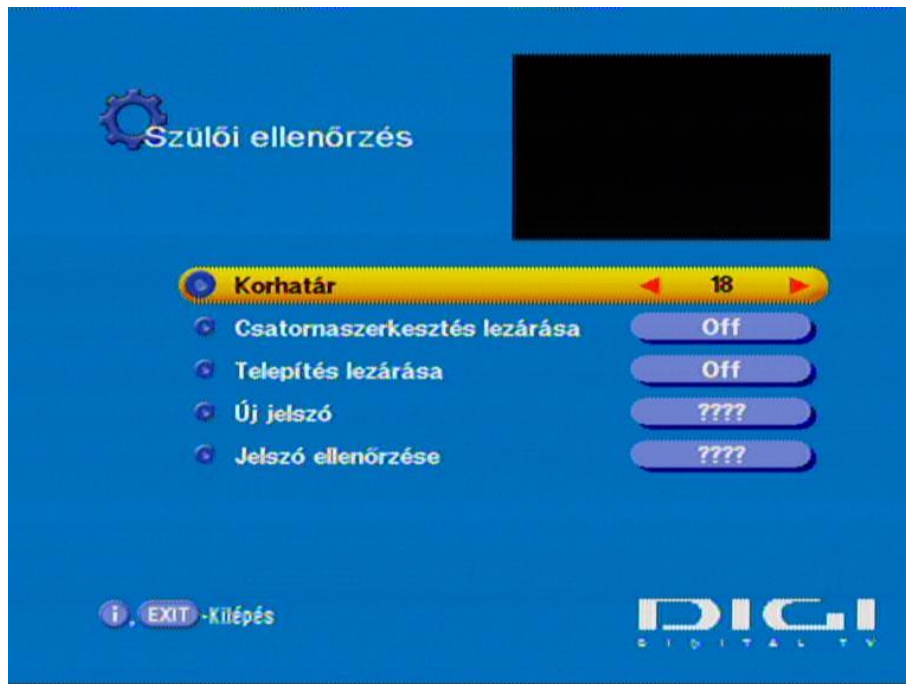 Szülői ellenőrzés
Korhatár 18
Csatornaszerkesztés lezárása Off
Telepítés lezárása Off
Új jelszó ????
Jelszó ellenőrzése ????
i, EXIT-Kilépés
DIGI
DIGITAL TV